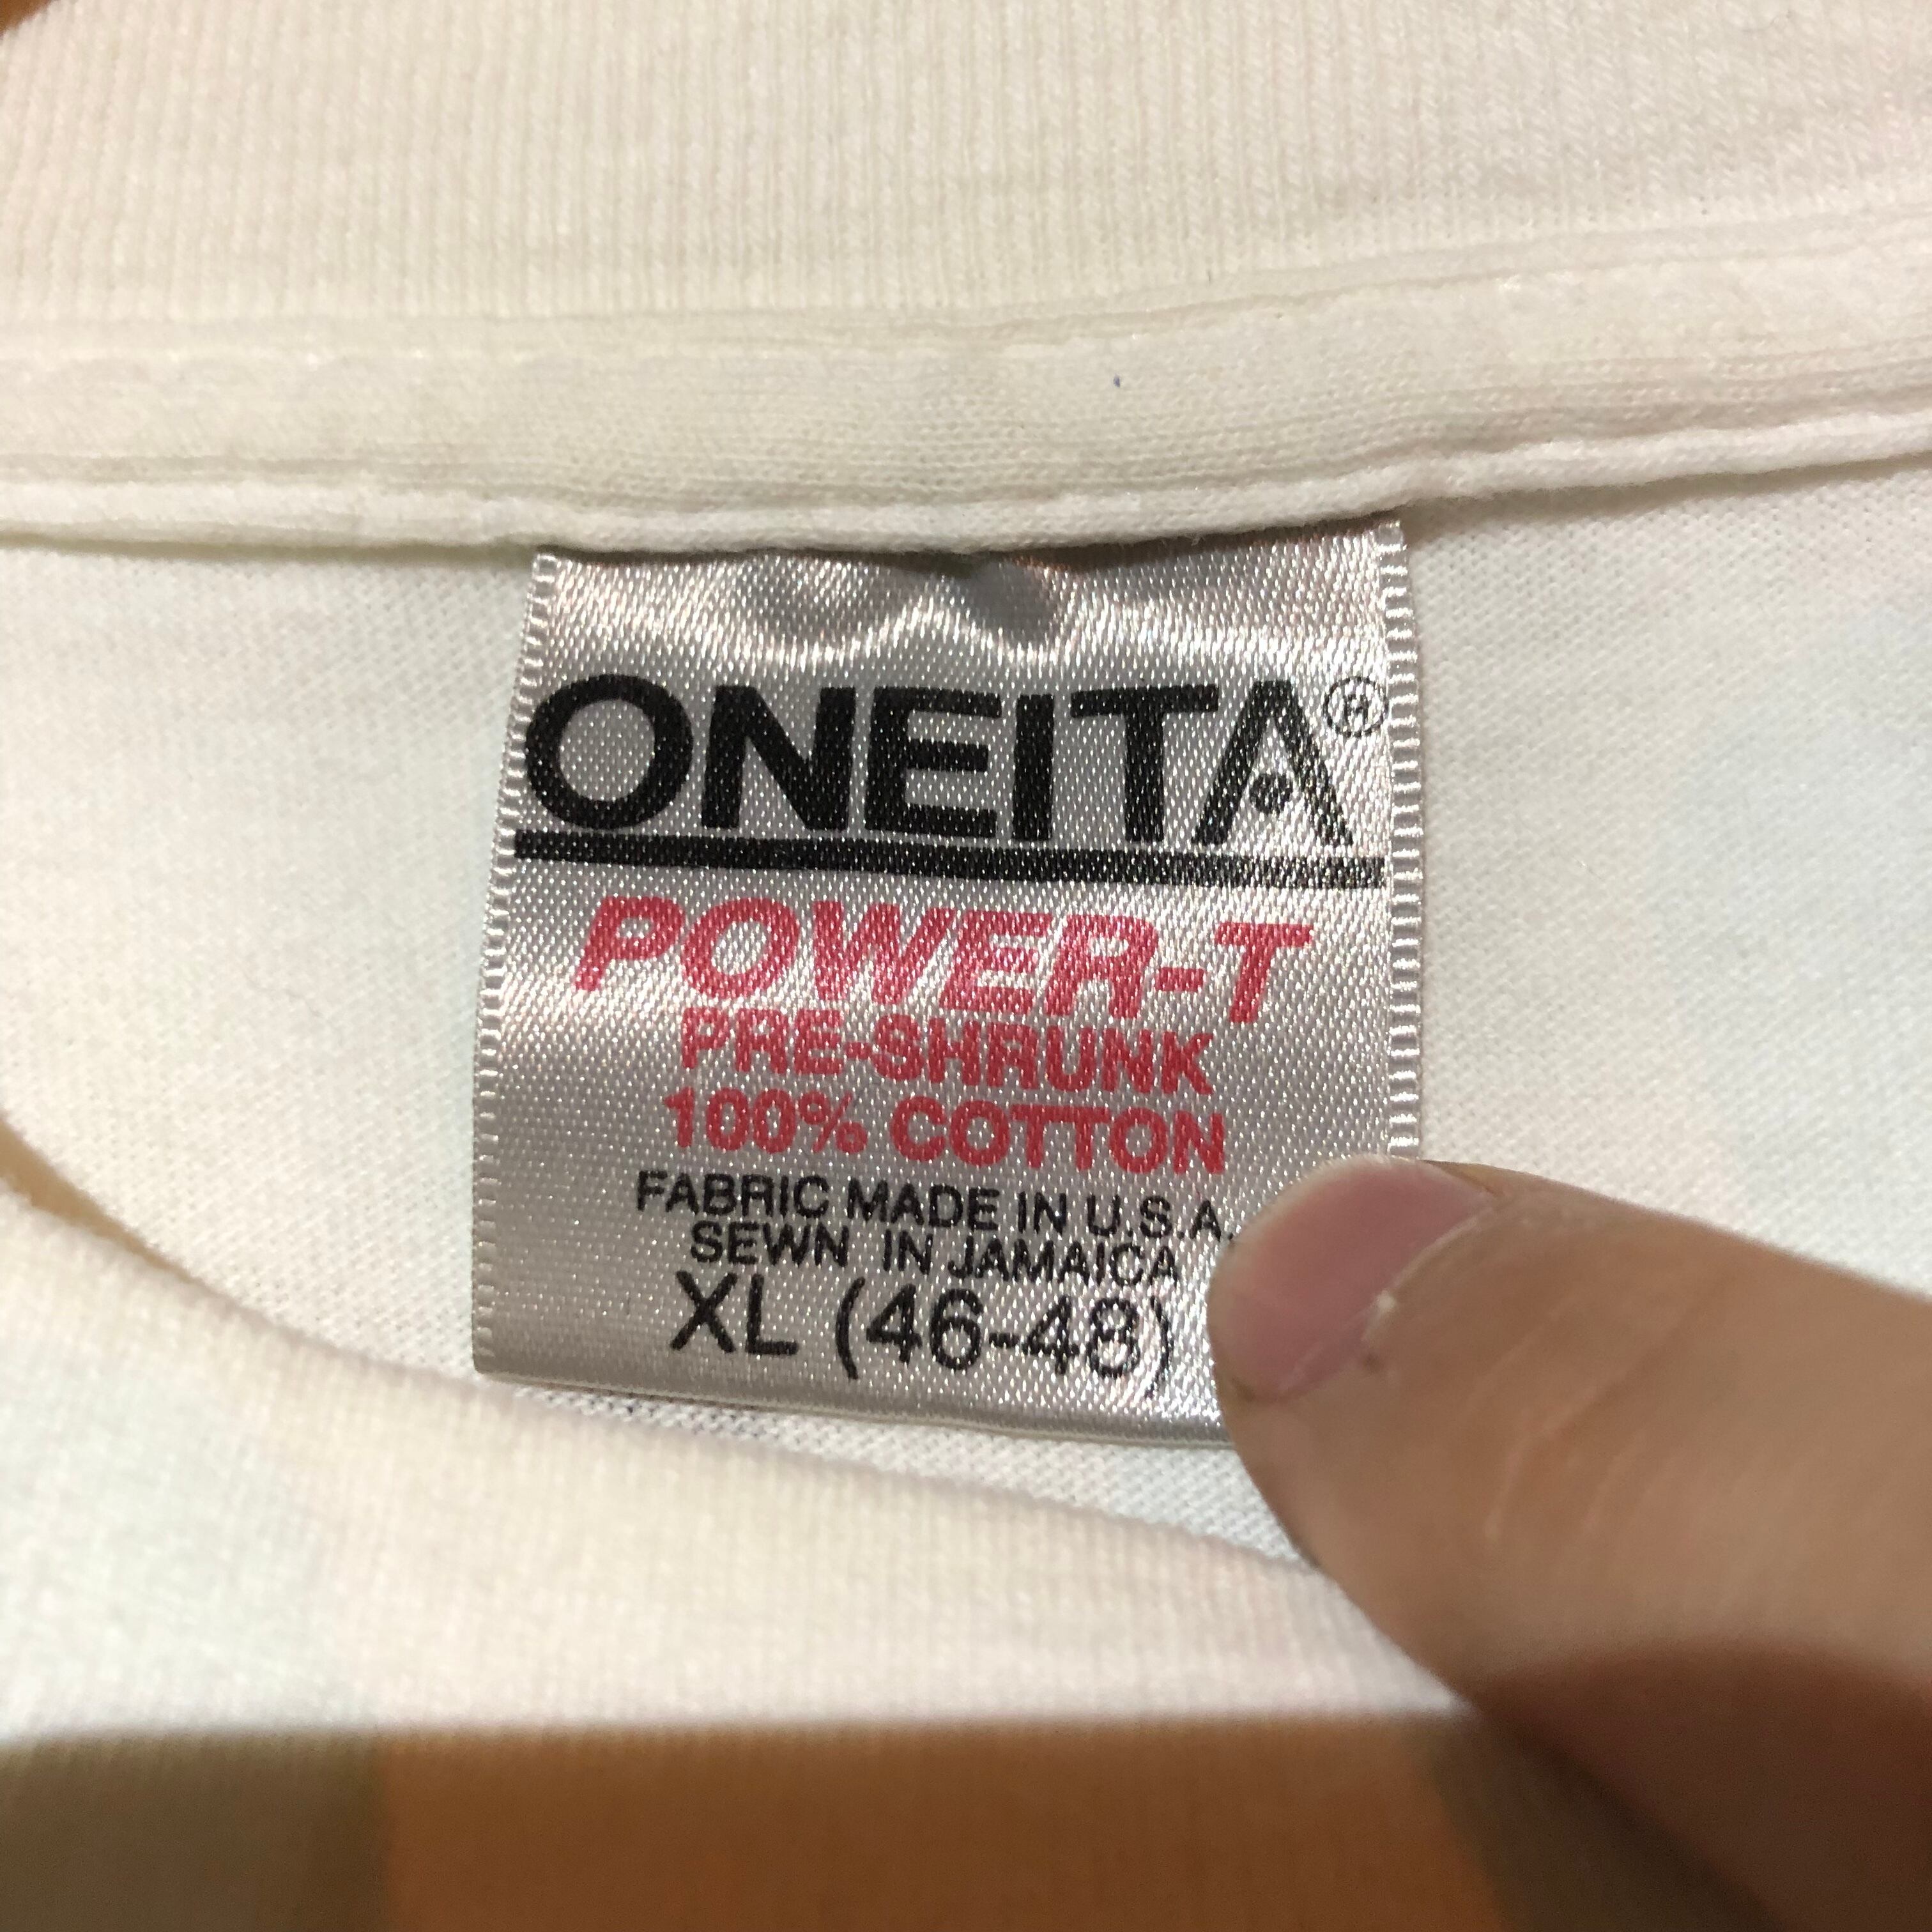 ONEITA®
POWER-T
PRE-SHRUNK
100% COTTON
FABRIC MADE IN U.S.A.
SEWN IN JAMAICA
XL (46-48)